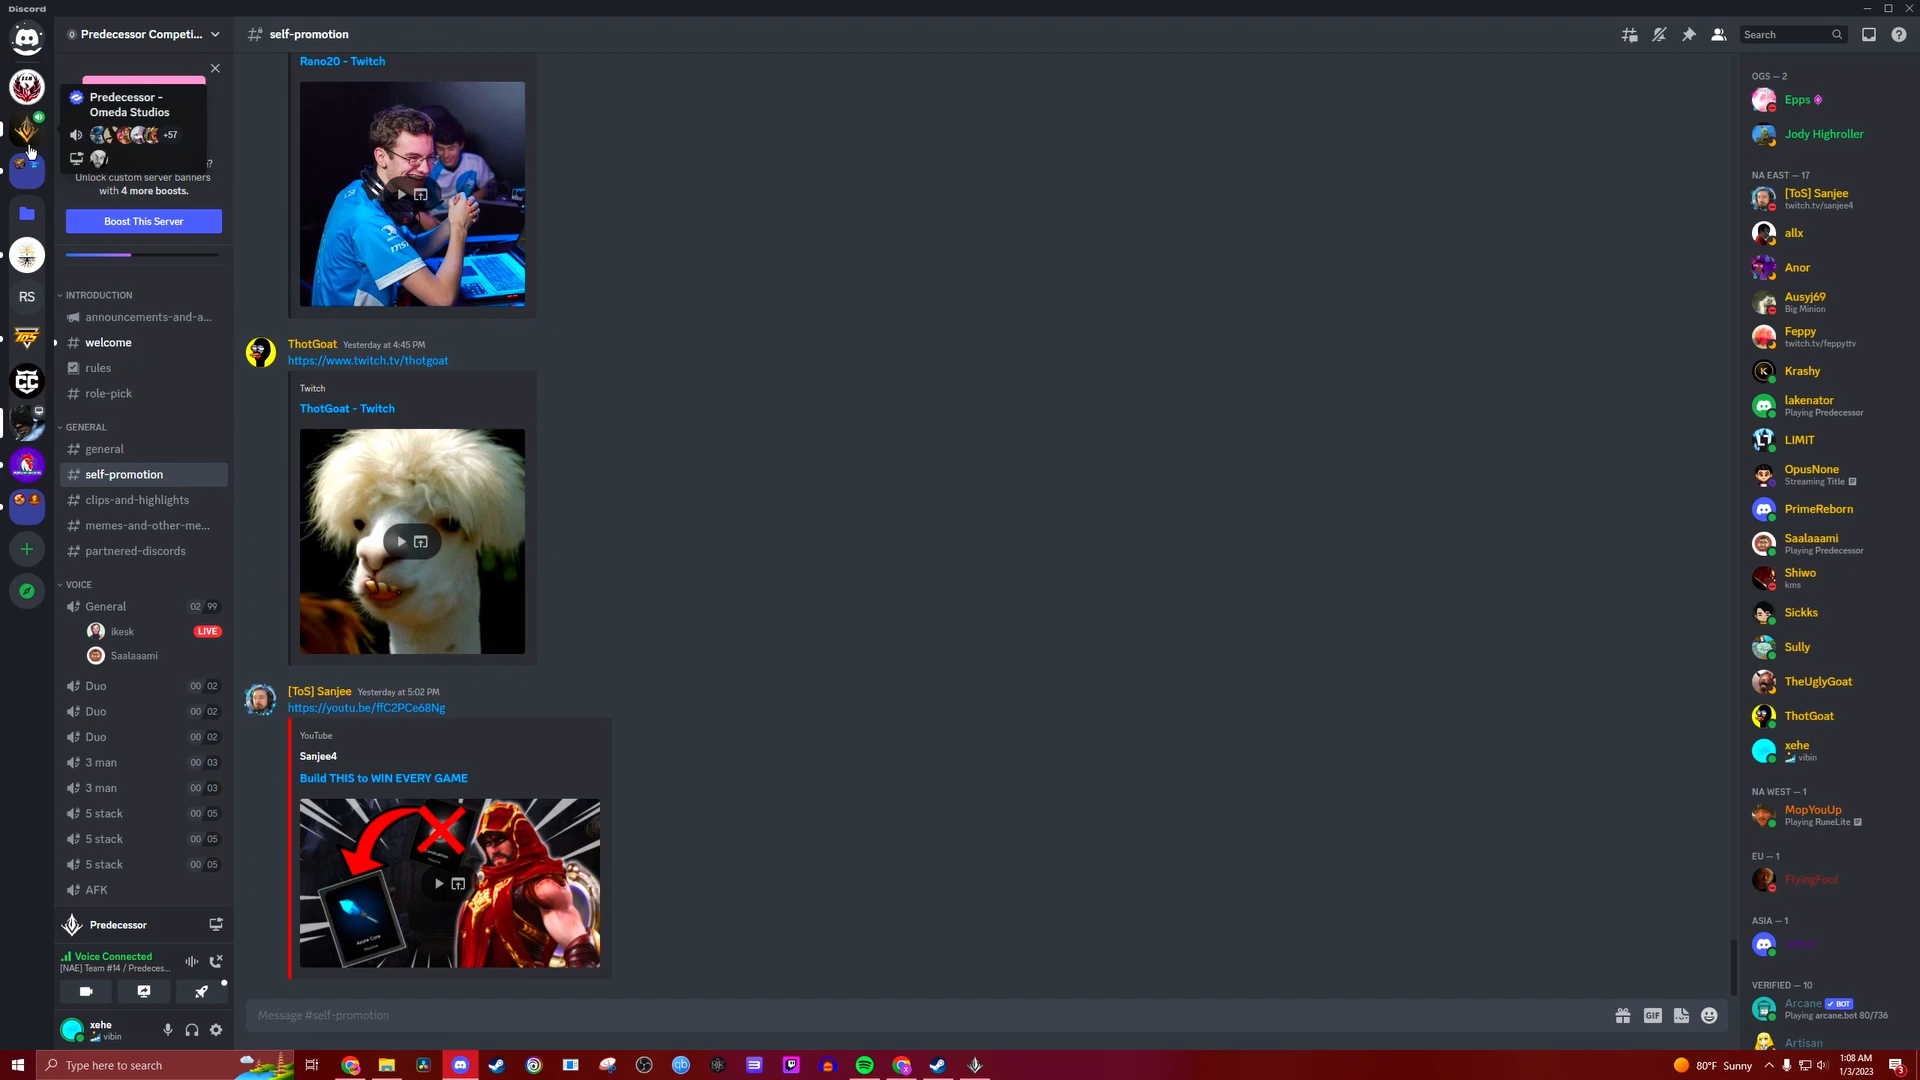 Discord
Predecessor Competi...
self-promotion
Search
Predecessor -
Omeda Studios
+57
Unlock custom server banners
with 4 more boosts.
Boost This Server
RS
INTRODUCTION
announcements-and-a...
welcome
rules
role-pick
GENERAL
general
self-promotion
clips-and-highlights
memes-and-other-me...
partnered-discords
VOICE
General 02 99
ikesk LIVE
Saalaaami
Duo 00 02
Duo 00 02
Duo 00 02
3 man 00 03
3 man 00 03
5 stack 00 05
5 stack 00 05
5 stack 00 05
AFK
Predecessor
Voice Connected
[NAE] Team #14 / Predeces...
xehe
vibin
Rano20 - Twitch
ThotGoat Yesterday at 4:45 PM
https://www.twitch.tv/thotgoat
Twitch
ThotGoat - Twitch
[ToS] Sanjee Yesterday at 5:02 PM
https://youtu.be/ffC2PCe68Ng
YouTube
Sanjee4
Build THIS to WIN EVERY GAME
Azure Core
Message #self-promotion
GIF
OGS — 2
Epps
Jody Highroller
NA EAST — 17
[ToS] Sanjee
twitch.tv/sanjee4
allx
Anor
Ausyj69
Big Minion
Feppy
twitch.tv/feppyttv
Krashy
lakenator
Playing Predecessor
LIMIT
OpusNone
Streaming Title
PrimeReborn
Saalaaami
Playing Predecessor
Shiwo
kms
Sickks
Sully
TheUglyGoat
ThotGoat
xehe
vibin
NA WEST — 1
MopYouUp
Playing RuneLite
EU — 1
FlyingFool
ASIA — 1
VERIFIED — 10
Arcane BOT
Playing arcane.bot 80/736
Artisan
Type here to search
80°F Sunny
1:08 AM
1/3/2023
3